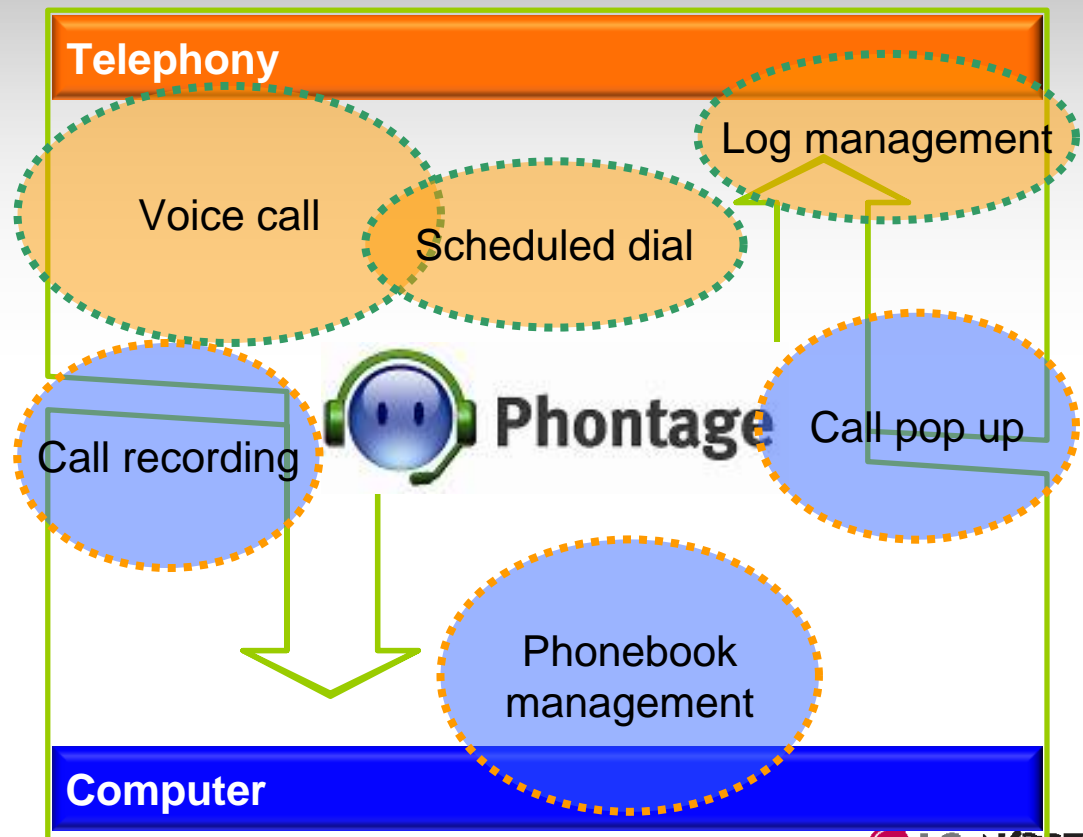 Telephony
Log management
Voice call
Scheduled dial
Phontage
Call pop up
Call recording
Phonebook
management
Computer